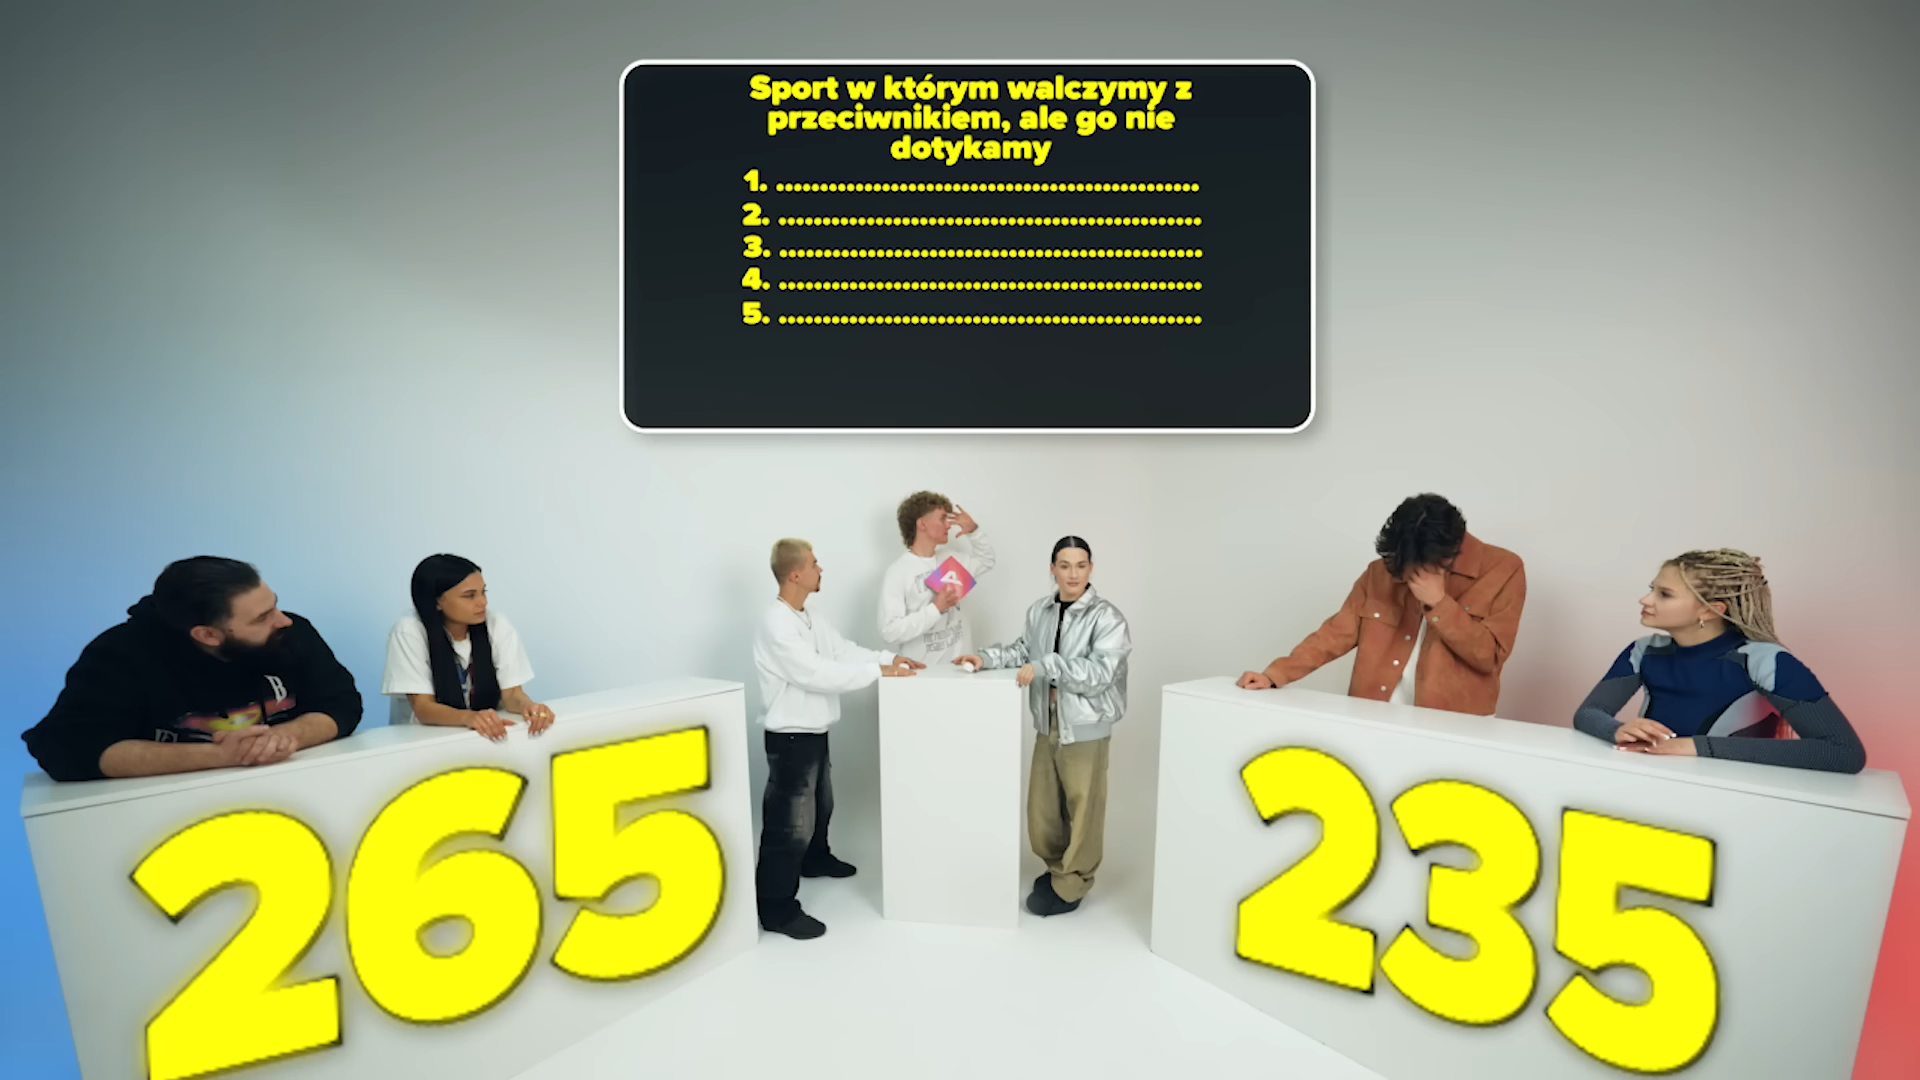 Sport w którym walczymy z
przeciwnikiem, ale go nie
dotykamy
1. ................................................
2. ................................................
3. ................................................
4. ................................................
5. ................................................
A
B
265
235